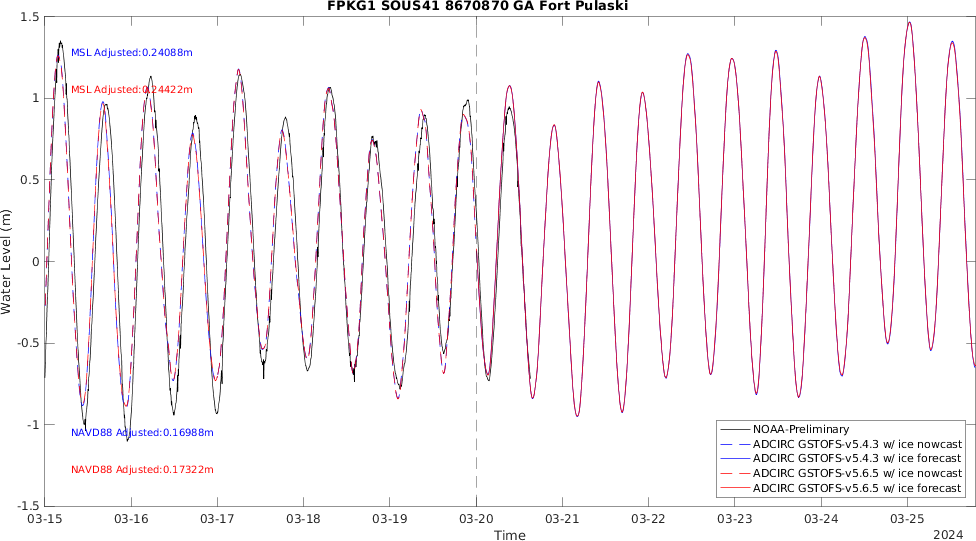 FPKG1 SOUS41 8670870 GA Fort Pulaski
1.5
1
0.5
0
-0.5
-1
-1.5
Water Level (m)
MSL Adjusted:0.24088m
MSL Adjusted:0.24422m
NAVD88 Adjusted:0.16988m
NAVD88 Adjusted:0.17322m
NOAA-Preliminary
ADCIRC GSTOFS-v5.4.3 w/ ice nowcast
ADCIRC GSTOFS-v5.4.3 w/ ice forecast
ADCIRC GSTOFS-v5.6.5 w/ ice nowcast
ADCIRC GSTOFS-v5.6.5 w/ ice forecast
03-15 03-16 03-17 03-18 03-19 03-20 03-21 03-22 03-23 03-24 03-25
Time
2024